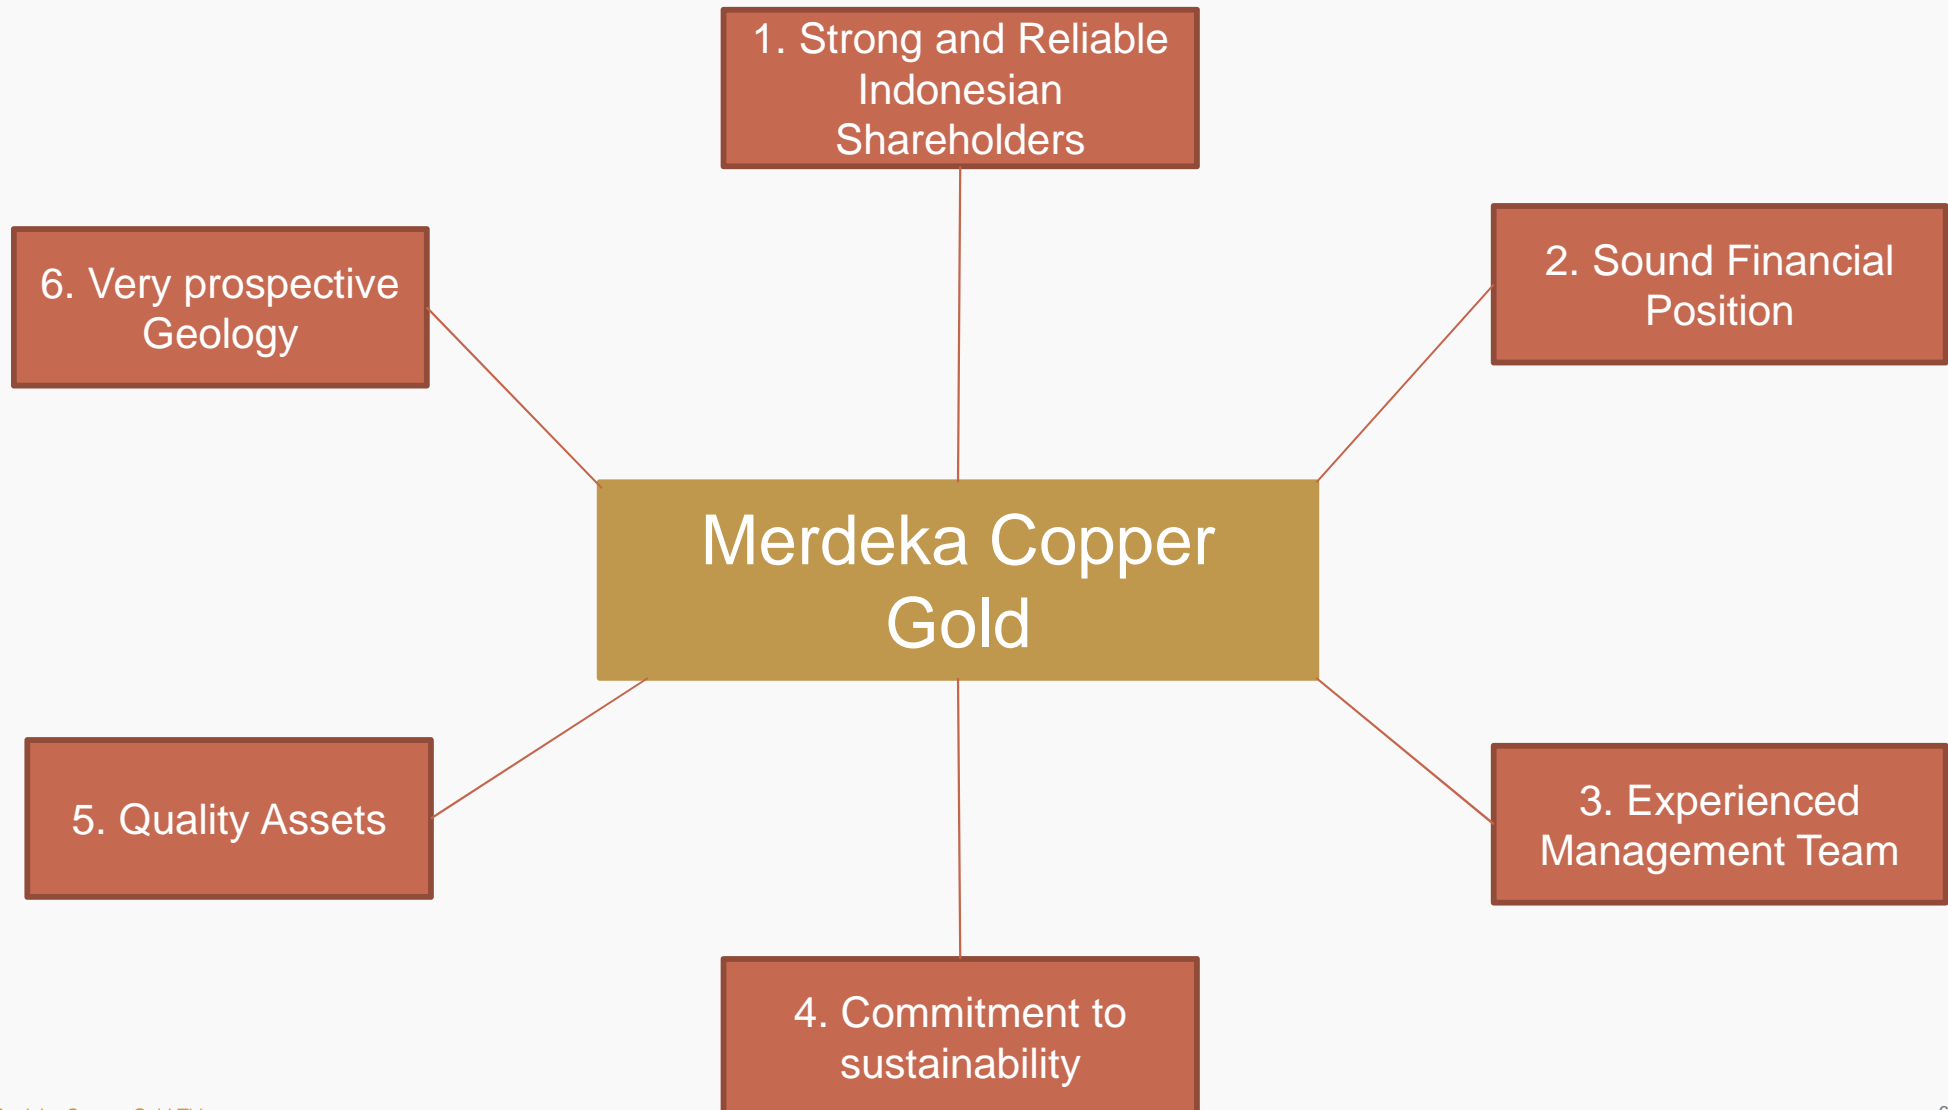 1. Strong and Reliable
Indonesian
Shareholders
6. Very prospective
Geology
2. Sound Financial
Position
Merdeka Copper
Gold
5. Quality Assets
3. Experienced
Management Team
4. Commitment to
sustainability